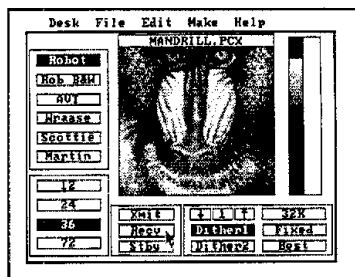 Desk File Edit Make Help
MANDRILL.PCX
Robot
Rob B&W
AVT
Wraase
Scottie
Martin
12
24
36
72
Xmit
Recv
Stby
↓ ↕ ↑ 32K
Dither1 Fixed
Dither2 Best